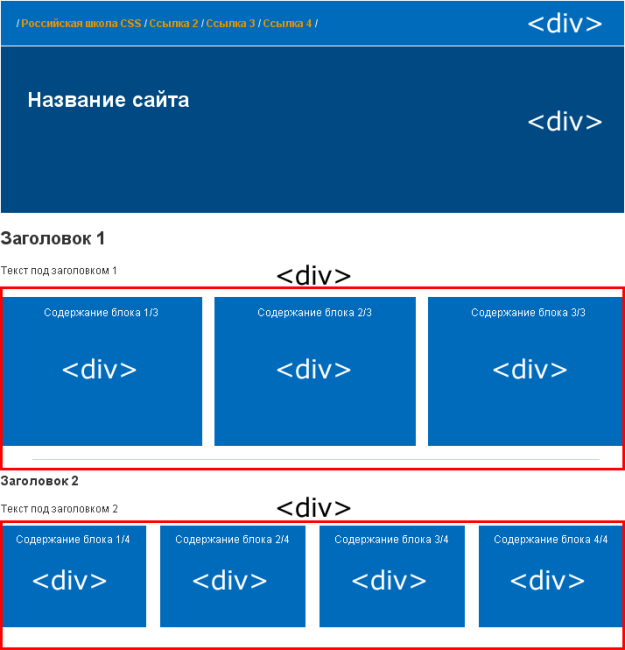 / Российская школа CSS / Ссылка 2 / Ссылка 3 / Ссылка 4 /
<div>
Название сайта
<div>
Заголовок 1
Текст под заголовком 1
<div>
Содержание блока 1/3
Содержание блока 2/3
Содержание блока 3/3
<div>
<div>
<div>
Заголовок 2
Текст под заголовком 2
<div>
Содержание блока 1/4
Содержание блока 2/4
Содержание блока 3/4
Содержание блока 4/4
<div>
<div>
<div>
<div>